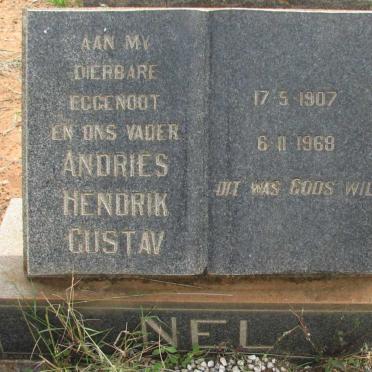 AAN MY
DIERBARE
EGGENOOT
EN ONS VADER
ANDRIES
HENDRIK
GUSTAV
17·5·1907
6·11·1969
DIT WAS GODS WIL
NEL